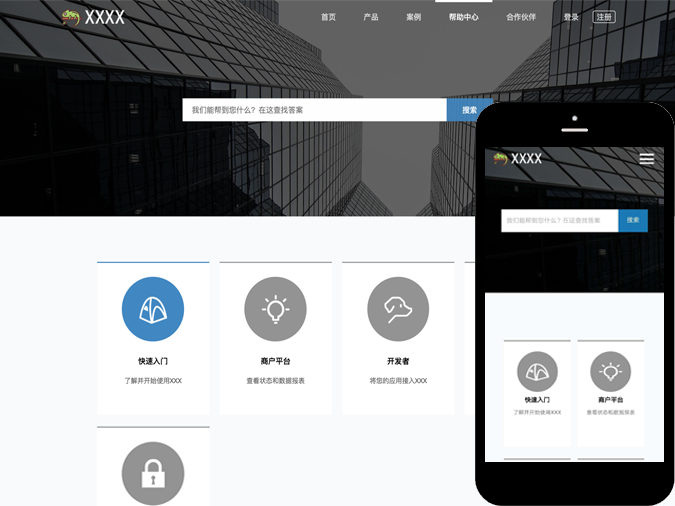 XXXX
首页 产品 案例 帮助中心 合作伙伴 登录 注册
我们能帮到您什么？在这查找答案 搜索
快速入门
了解并开始使用XXX
商户平台
查看状态和数据报表
开发者
将您的应用接入XXX
XXXX
我们能帮到您什么？在这查找答案 搜索
快速入门
了解并开始使用XXX
商户平台
查看状态和数据报表